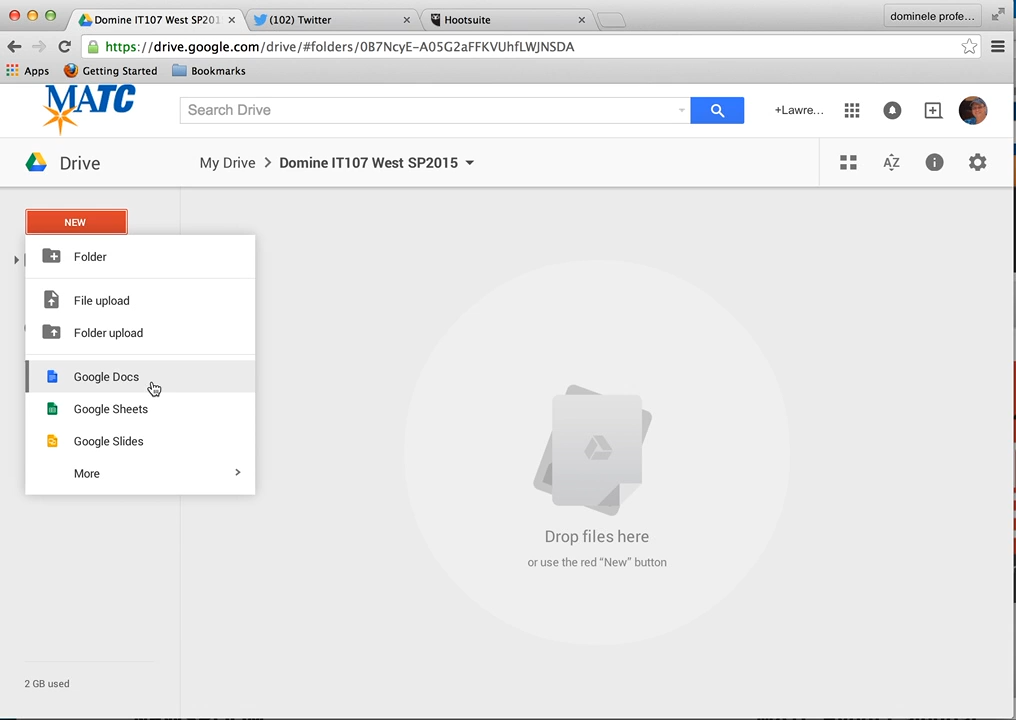 Domine IT107 West SP201
(102) Twitter
Hootsuite
dominele profe...
https://drive.google.com/drive/#folders/0B7NcyE-A05G2aFFKVUhfLWJNSDA
Apps
Getting Started
Bookmarks
MATC
Search Drive
+Lawre...
Drive
My Drive > Domine IT107 West SP2015
AZ
NEW
Folder
File upload
Folder upload
Google Docs
Google Sheets
Google Slides
More
Drop files here
or use the red “New” button
2 GB used